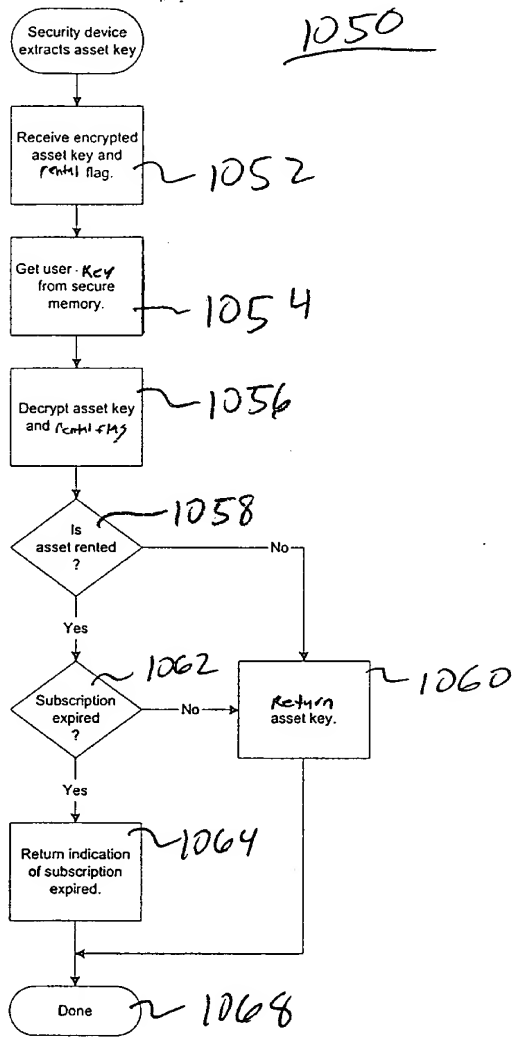 1050
Security device
extracts asset key
Receive encrypted
asset key and
rental flag.
1052
Get user key
from secure
memory.
1054
Decrypt asset key
and rental flag
1056
Is
asset rented
?
1058
No
Yes
Subscription
expired
?
1062
No
Return
asset key.
1060
Yes
Return indication
of subscription
expired.
1064
Done
1068